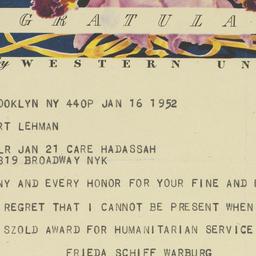 GRATULA
by WESTERN UN
OOKLYN NY 440P JAN 16 1952
RT LEHMAN
LR JAN 21 CARE HADASSAH
819 BROADWAY NYK
NY AND EVERY HONOR FOR YOUR FINE AND
REGRET THAT I CANNOT BE PRESENT WHEN
SZOLD AWARD FOR HUMANITARIAN SERVICE
FRIEDA SCHIFF WARBURG